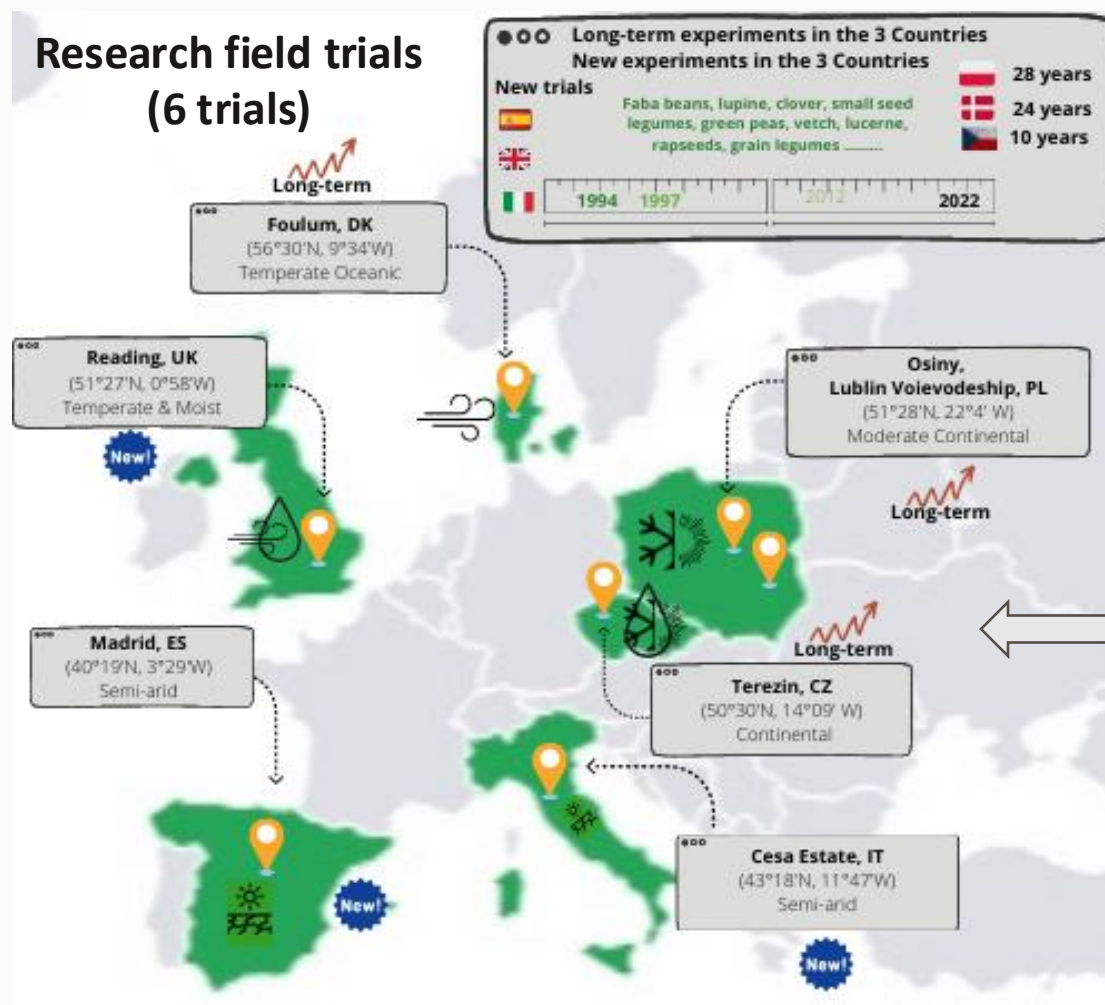 Research field trials
(6 trials)
Long-term experiments in the 3 Countries
New experiments in the 3 Countries
New trials
Faba beans, lupine, clover, small seed
legumes, green peas, vetch, lucerne,
rapseeds, grain legumes ........
28 years
24 years
10 years
1994 1997 2012 2022
Long-term
Foulum, DK
(56°30'N, 9°34'W)
Temperate Oceanic
Reading, UK
(51°27'N, 0°58'W)
Temperate & Moist
New!
Osiny,
Lublin Voievodeship, PL
(51°28'N, 22°4' W)
Moderate Continental
Long-term
Madrid, ES
(40°19'N, 3°29'W)
Semi-arid
New!
Long-term
Terezin, CZ
(50°30'N, 14°09' W)
Continental
Cesa Estate, IT
(43°18'N, 11°47'W)
Semi-arid
New!